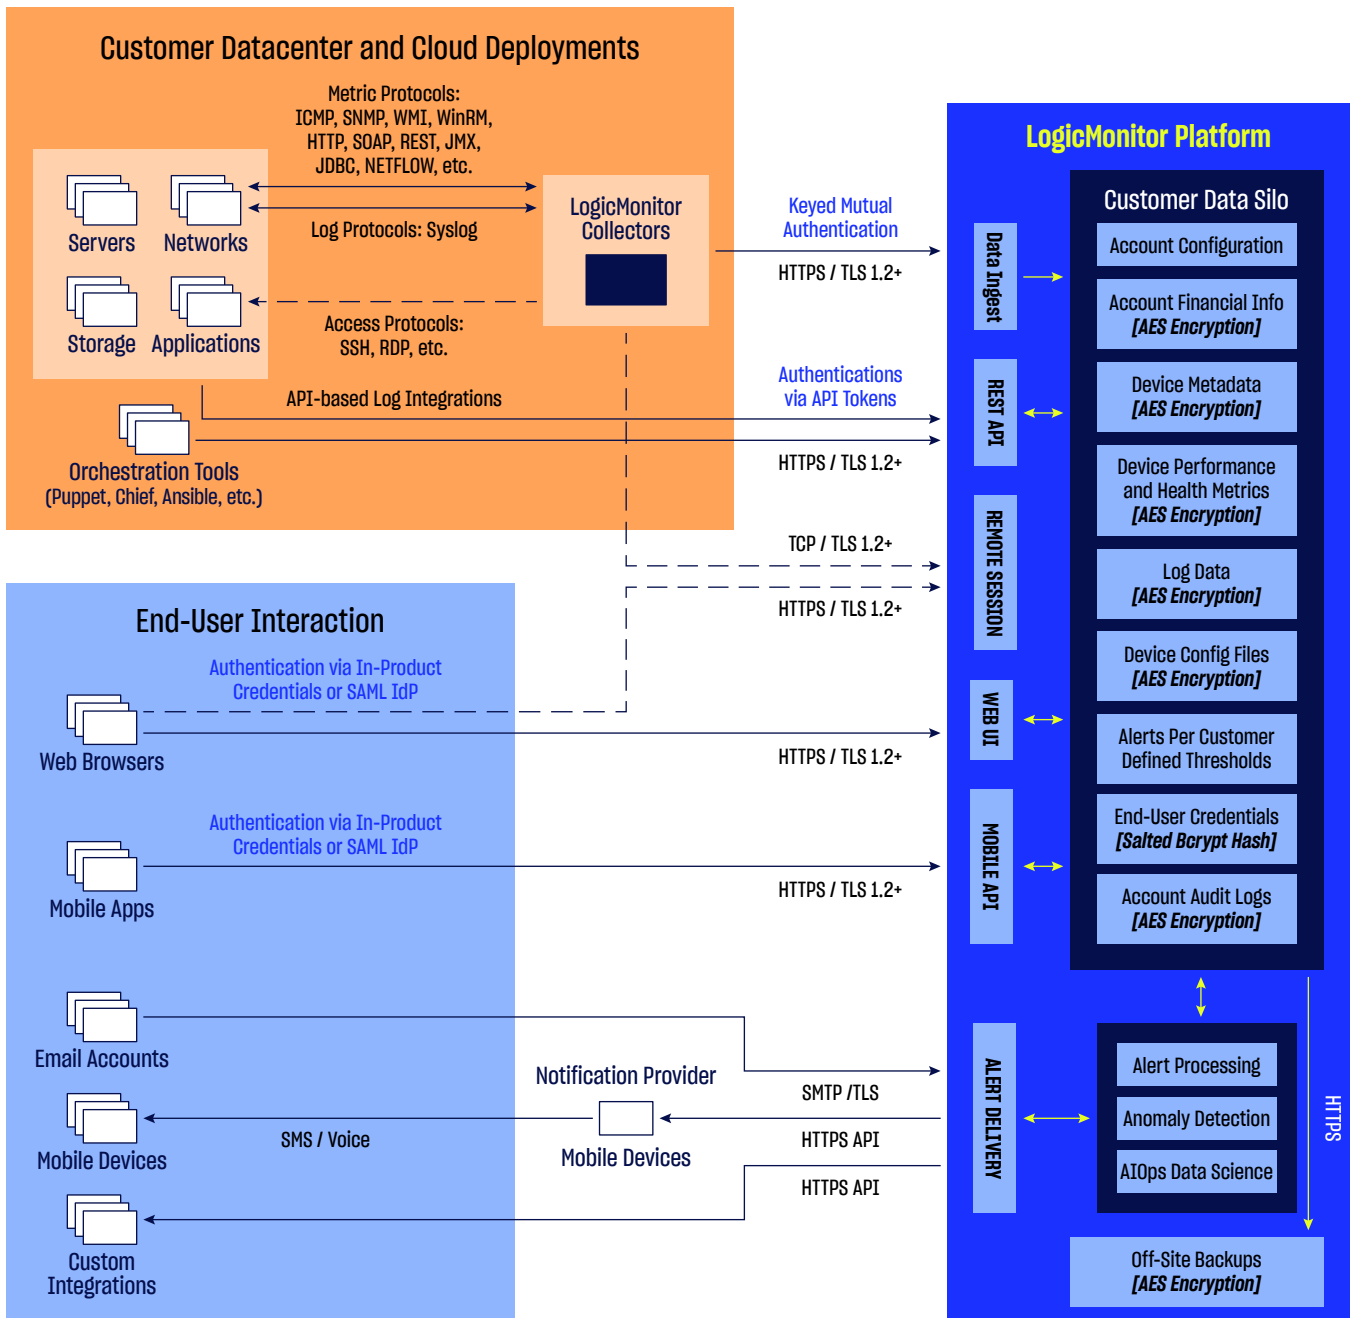 Customer Datacenter and Cloud Deployments
Metric Protocols:
ICMP, SNMP, WMI, WinRM,
HTTP, SOAP, REST, JMX,
JDBC, NETFLOW, etc.
Log Protocols: Syslog
Servers
Networks
Storage
Applications
LogicMonitor
Collectors
Access Protocols:
SSH, RDP, etc.
API-based Log Integrations
Orchestration Tools
(Puppet, Chief, Ansible, etc.)
Keyed Mutual
Authentication
HTTPS / TLS 1.2+
Authentications
via API Tokens
HTTPS / TLS 1.2+
TCP / TLS 1.2+
HTTPS / TLS 1.2+
End-User Interaction
Authentication via In-Product
Credentials or SAML IdP
Web Browsers
HTTPS / TLS 1.2+
Authentication via In-Product
Credentials or SAML IdP
Mobile Apps
HTTPS / TLS 1.2+
Email Accounts
SMTP /TLS
Notification Provider
Mobile Devices
HTTPS API
SMS / Voice
Mobile Devices
HTTPS API
Custom
Integrations
LogicMonitor Platform
Data Ingest
REST API
REMOTE SESSION
WEB UI
MOBILE API
ALERT DELIVERY
Customer Data Silo
Account Configuration
Account Financial Info
[AES Encryption]
Device Metadata
[AES Encryption]
Device Performance
and Health Metrics
[AES Encryption]
Log Data
[AES Encryption]
Device Config Files
[AES Encryption]
Alerts Per Customer
Defined Thresholds
End-User Credentials
[Salted Bcrypt Hash]
Account Audit Logs
[AES Encryption]
Alert Processing
Anomaly Detection
AIOps Data Science
HTTPS
Off-Site Backups
[AES Encryption]